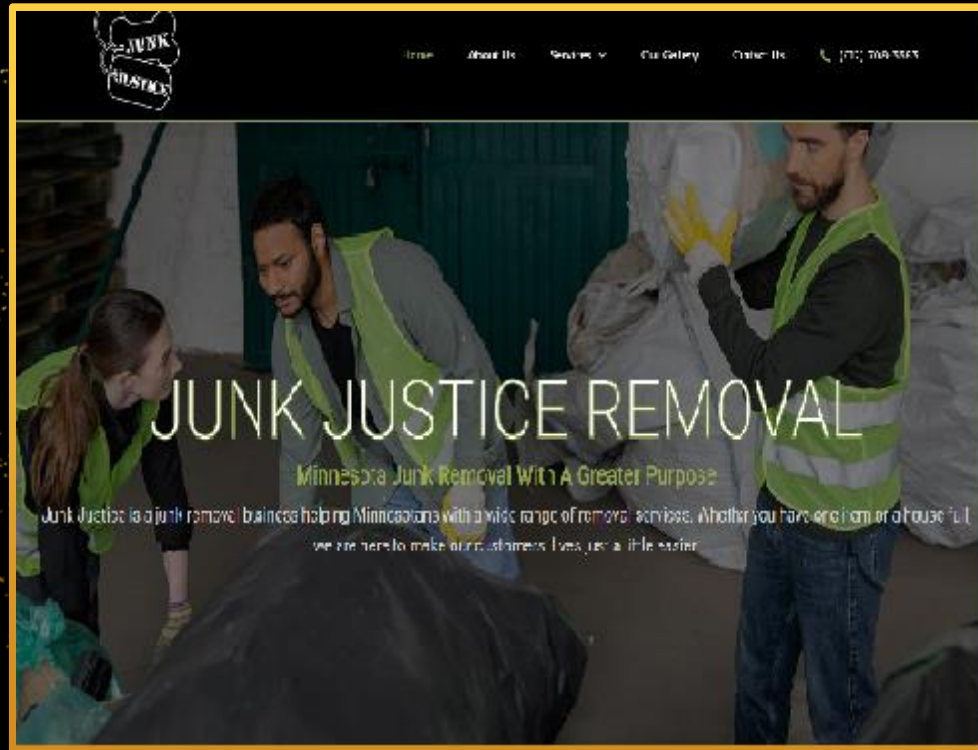 JUNK
JUSTICE
Home About Us Services Our Gallery Contact Us
JUNK JUSTICE REMOVAL
Minnesota Junk Removal With A Greater Purpose
Junk Justice is a junk removal business helping Minnesotans with a wide range of removal services. Whether you have one item or a house full,
we are here to make our customers lives just a little easier